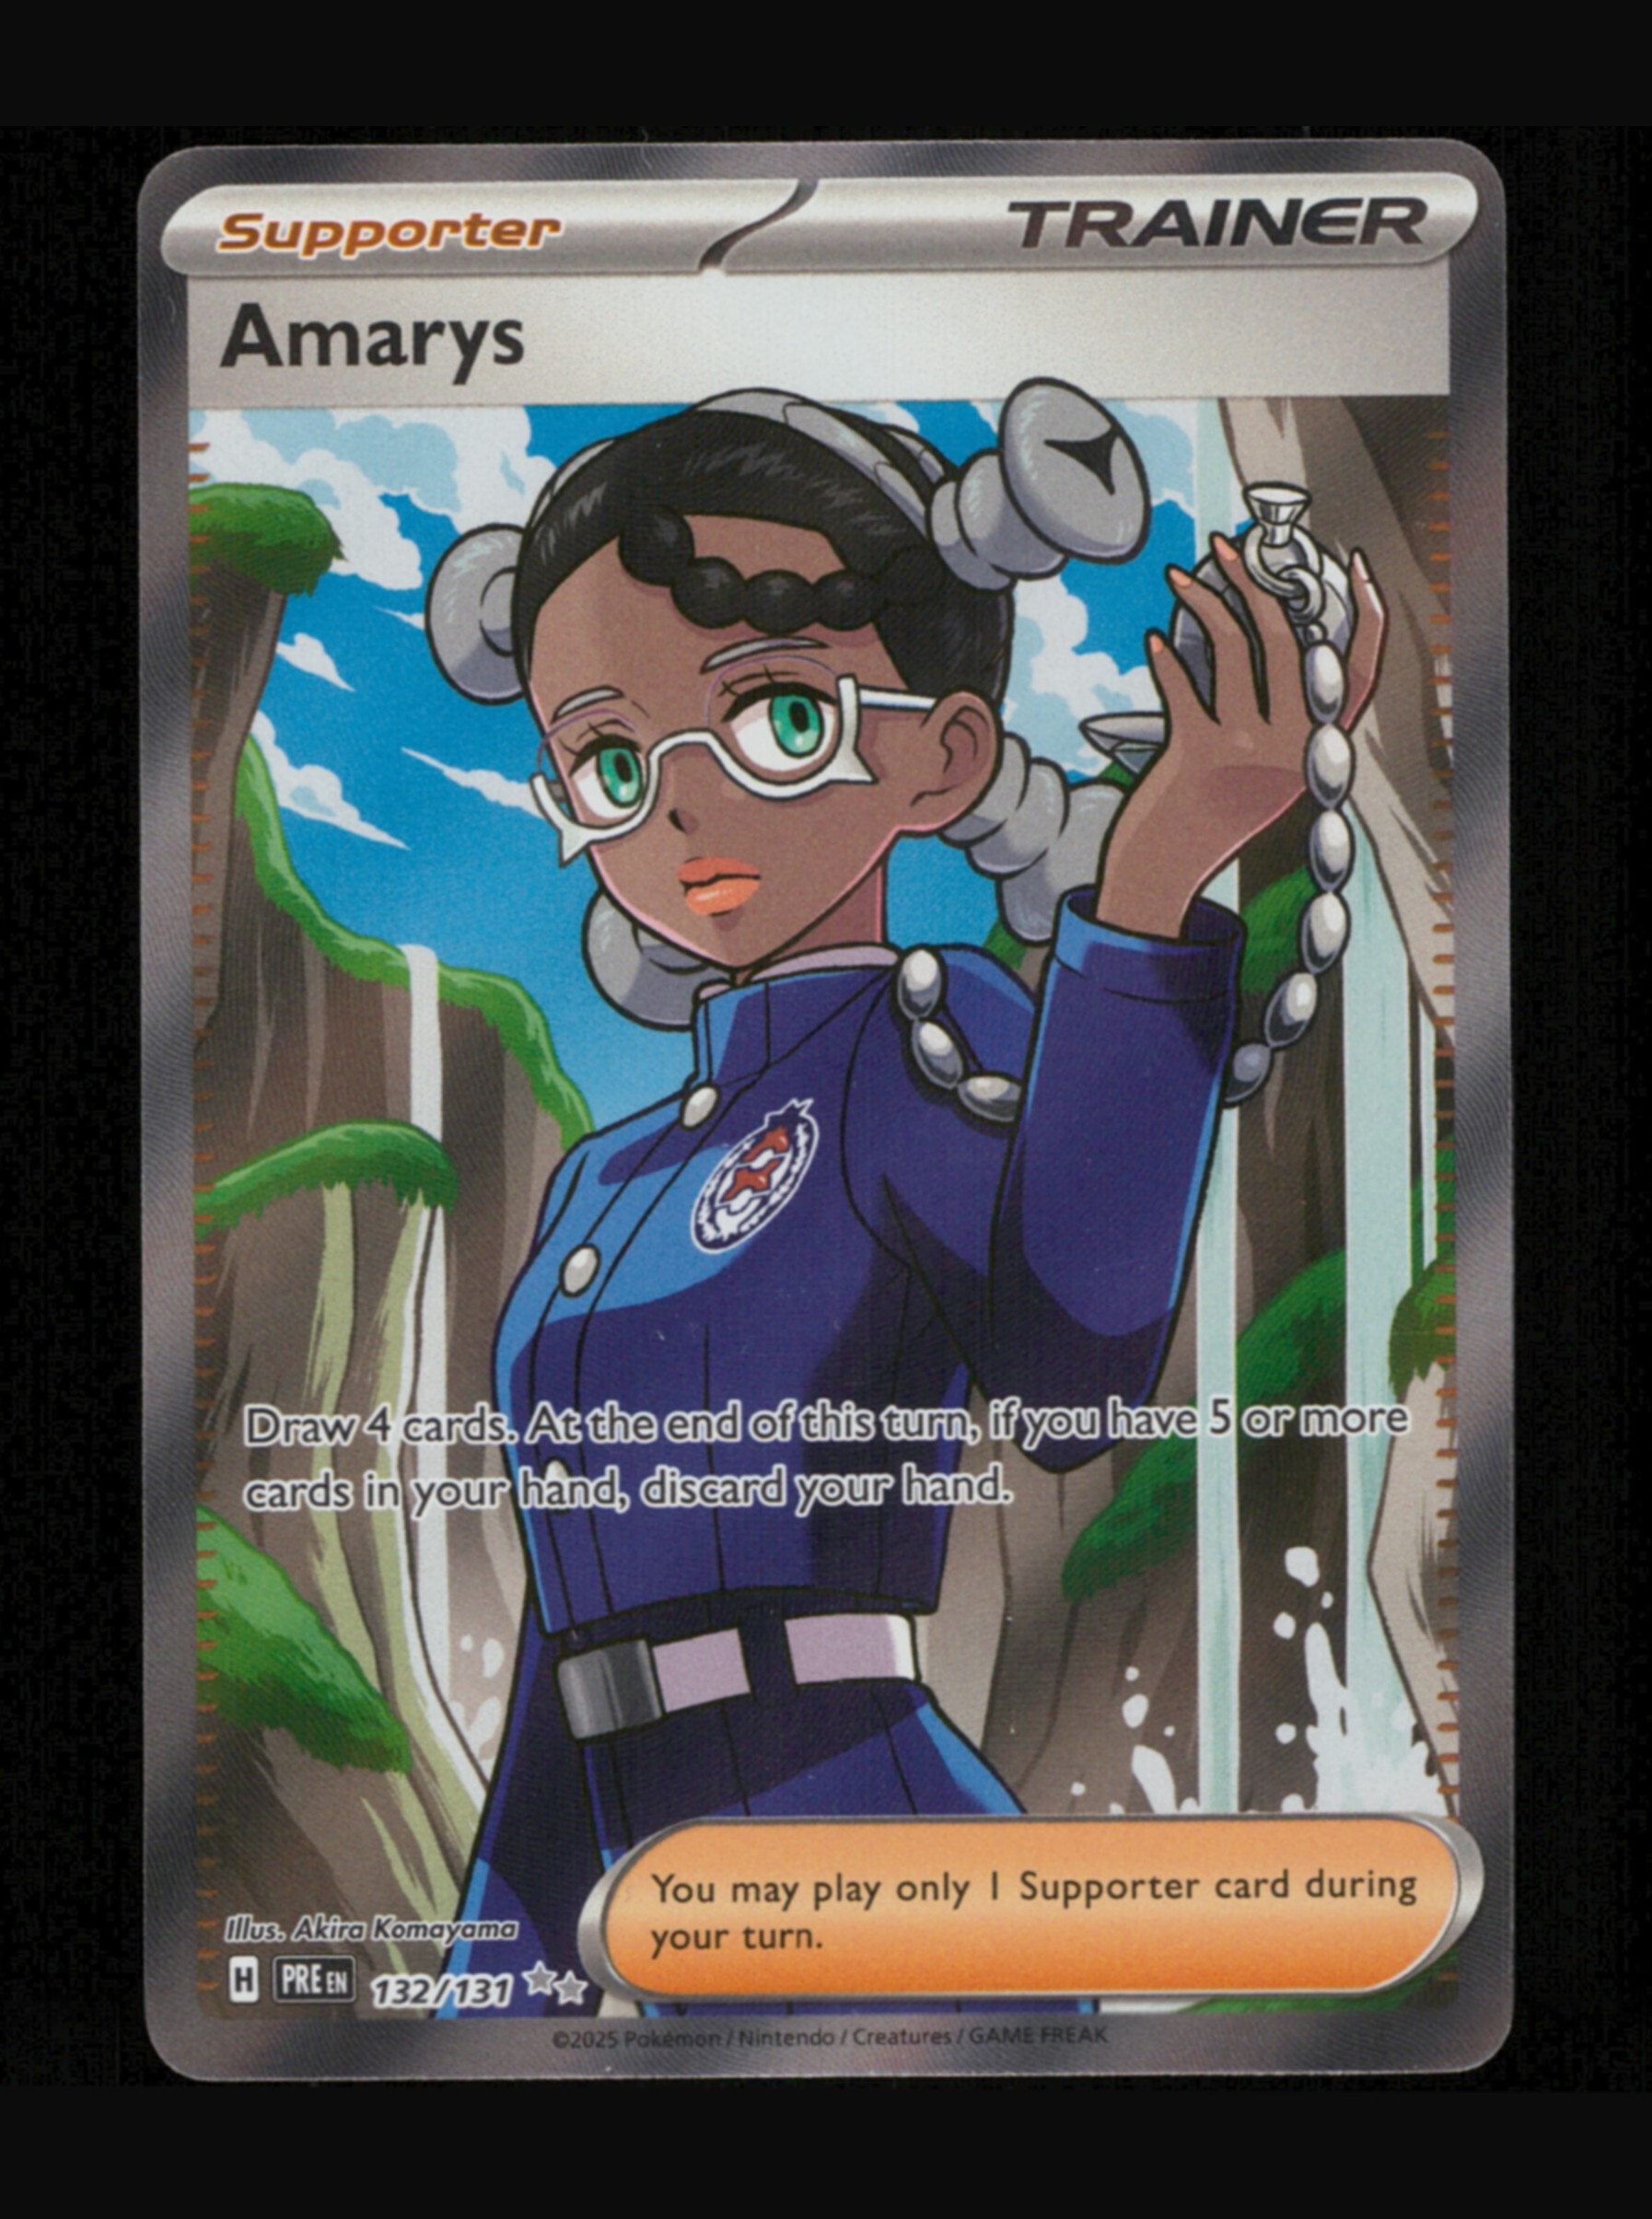 Supporter
TRAINER
Amarys
Draw 4 cards. At the end of this turn, if you have 5 or more
cards in your hand, discard your hand.
You may play only 1 Supporter card during
your turn.
Illus. Akira Komayama
H PRE EN 132/131
©2025 Pokémon / Nintendo / Creatures / GAME FREAK